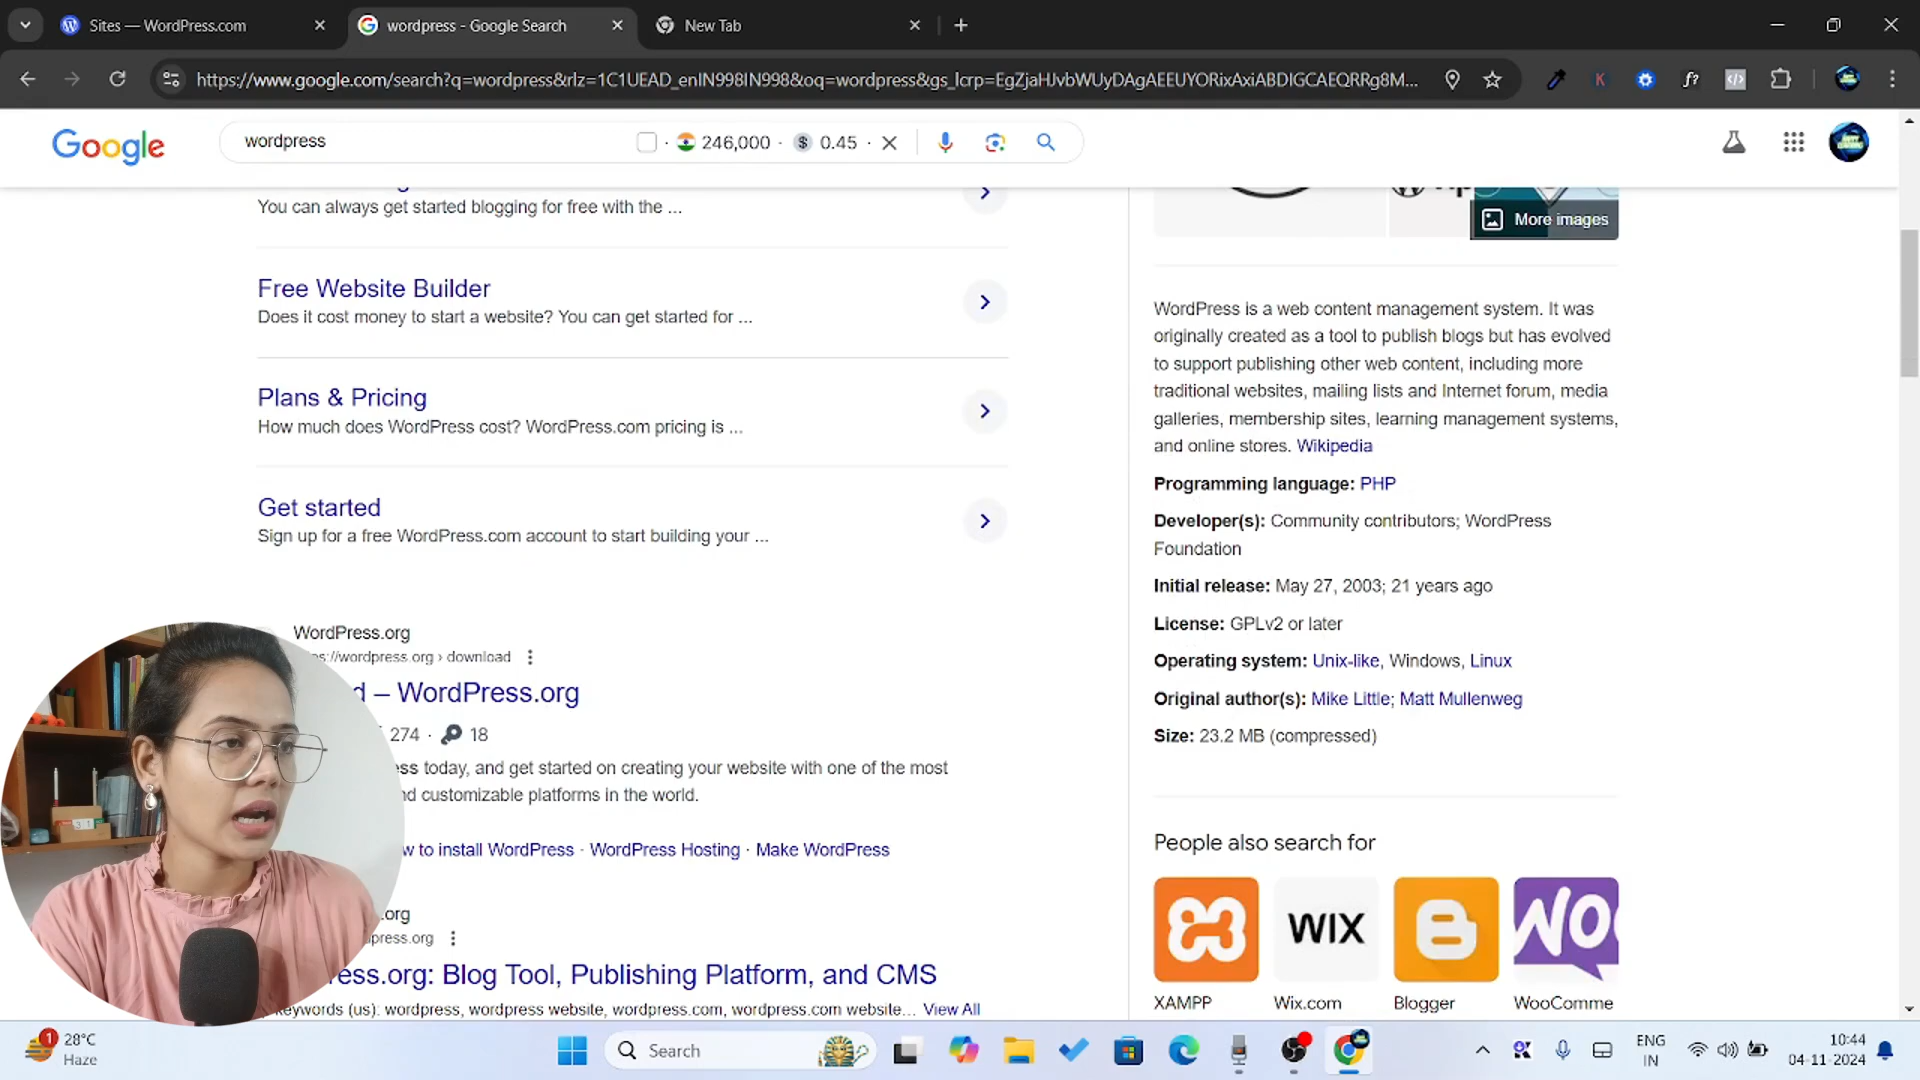 Sites — WordPress.com
wordpress - Google Search
New Tab
https://www.google.com/search?q=wordpress&rlz=1C1UEAD_enIN998IN998&oq=wordpress&gs_lcrp=EgZjaHJvbWUyDAgAEEUYORixAxiABDIGCAEQRRg8M...
K
f?
Google
wordpress
246,000 · $ 0.45 ·
You can always get started blogging for free with the ...
Free Website Builder
Does it cost money to start a website? You can get started for ...
Plans & Pricing
How much does WordPress cost? WordPress.com pricing is ...
Get started
Sign up for a free WordPress.com account to start building your ...
WordPress.org
s://wordpress.org › download
d – WordPress.org
274 · 18
ess today, and get started on creating your website with one of the most
d customizable platforms in the world.
w to install WordPress · WordPress Hosting · Make WordPress
.org
press.org
ress.org: Blog Tool, Publishing Platform, and CMS
keywords (us): wordpress, wordpress website, wordpress.com, wordpress.com website... View All
More images
WordPress is a web content management system. It was
originally created as a tool to publish blogs but has evolved
to support publishing other web content, including more
traditional websites, mailing lists and Internet forum, media
galleries, membership sites, learning management systems,
and online stores. Wikipedia
Programming language: PHP
Developer(s): Community contributors; WordPress
Foundation
Initial release: May 27, 2003; 21 years ago
License: GPLv2 or later
Operating system: Unix-like, Windows, Linux
Original author(s): Mike Little; Matt Mullenweg
Size: 23.2 MB (compressed)
People also search for
WIX
WOO
XAMPP
Wix.com
Blogger
WooComme
1
28°C
Haze
Search
ENG
IN
10:44
04-11-2024